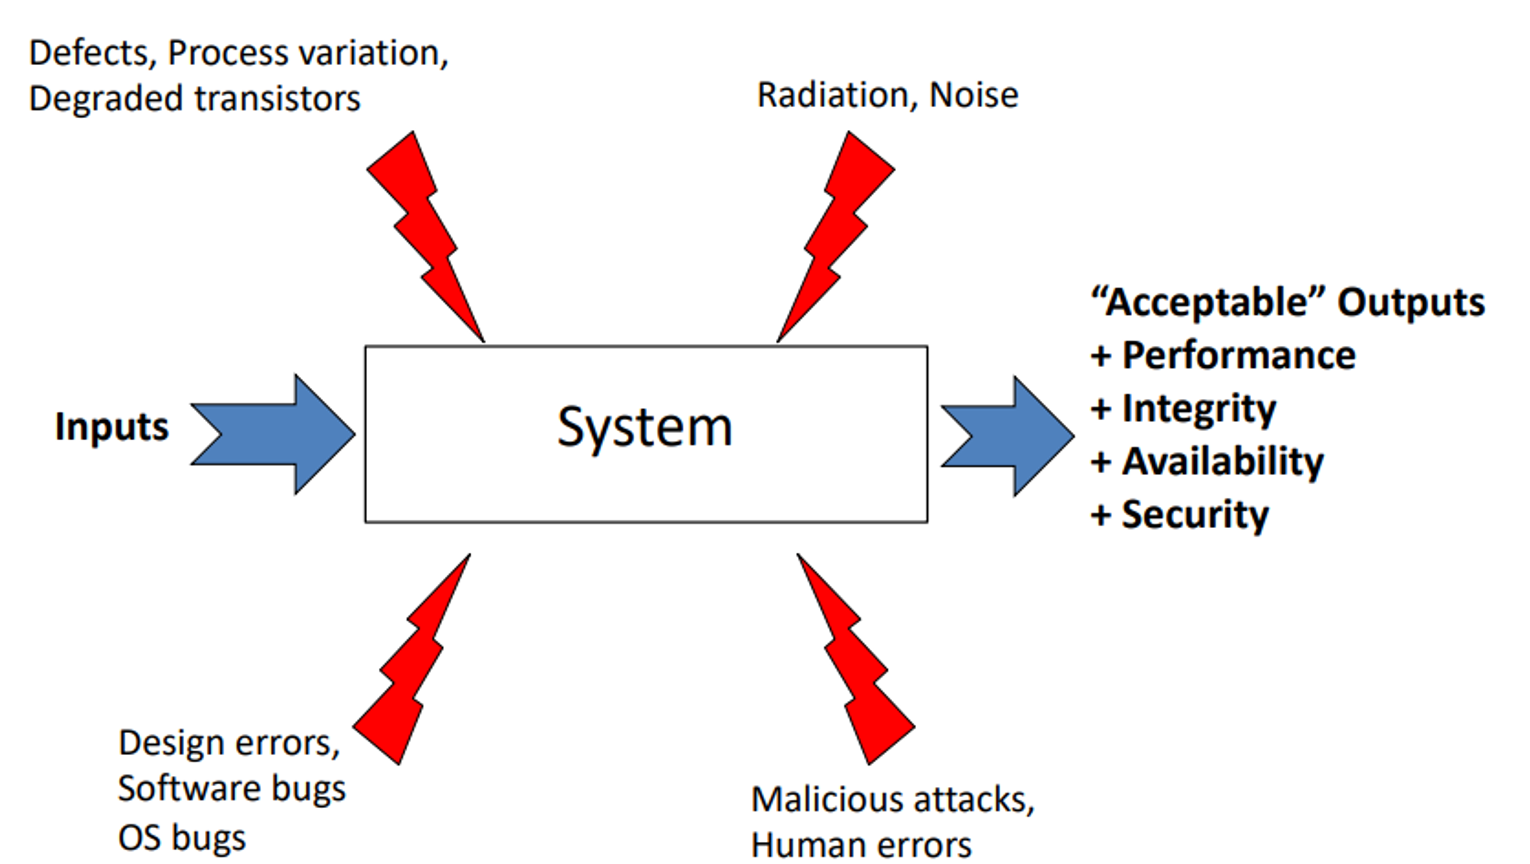 Defects, Process variation,
Degraded transistors
Radiation, Noise
Inputs
System
“Acceptable” Outputs
+ Performance
+ Integrity
+ Availability
+ Security
Design errors,
Software bugs
OS bugs
Malicious attacks,
Human errors